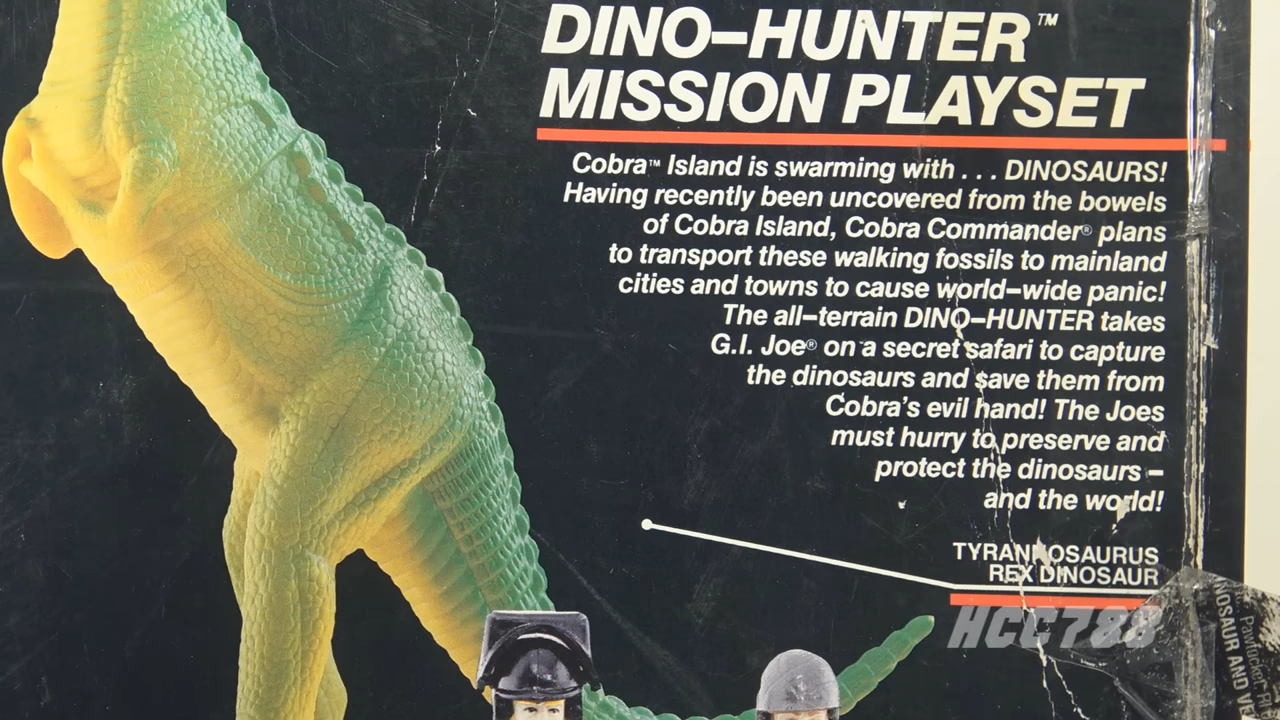 DINO–HUNTER™
MISSION PLAYSET
Cobra™ Island is swarming with . . . DINOSAURS!
Having recently been uncovered from the bowels
of Cobra Island, Cobra Commander® plans
to transport these walking fossils to mainland
cities and towns to cause world–wide panic!
The all–terrain DINO–HUNTER takes
G.I. Joe® on a secret safari to capture
the dinosaurs and save them from
Cobra's evil hand! The Joes
must hurry to preserve and
protect the dinosaurs –
and the world!
TYRANNOSAURUS
REX DINOSAUR
HCC788
AND